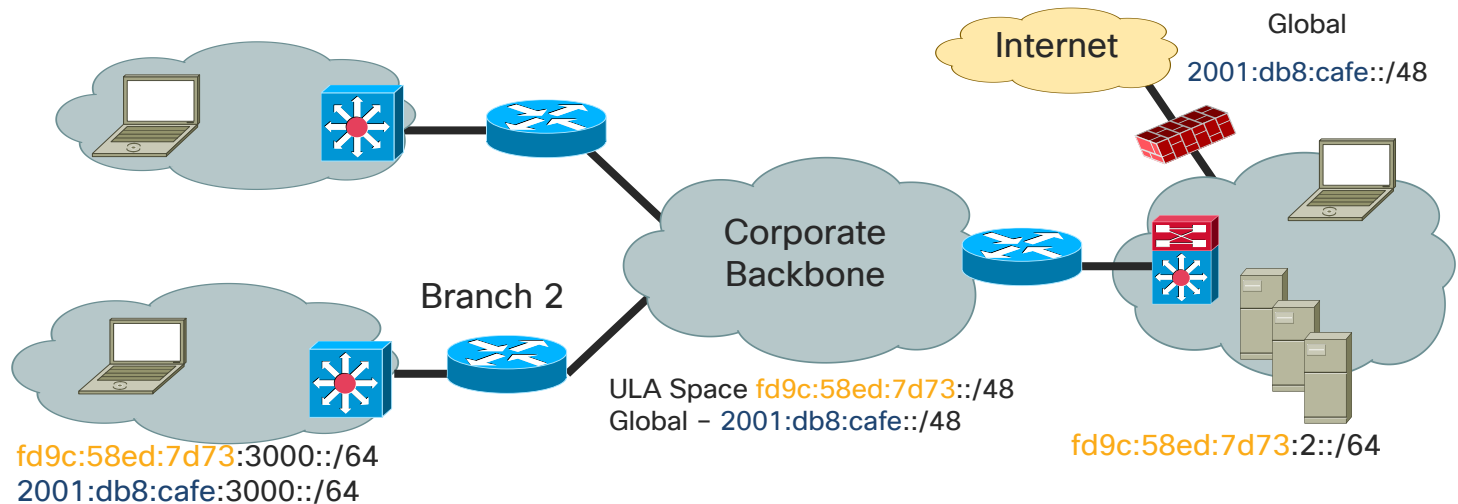 Internet
Global
2001:db8:cafe::/48
Corporate
Backbone
Branch 2
ULA Space fd9c:58ed:7d73::/48
Global – 2001:db8:cafe::/48
fd9c:58ed:7d73:2::/64
fd9c:58ed:7d73:3000::/64
2001:db8:cafe:3000::/64